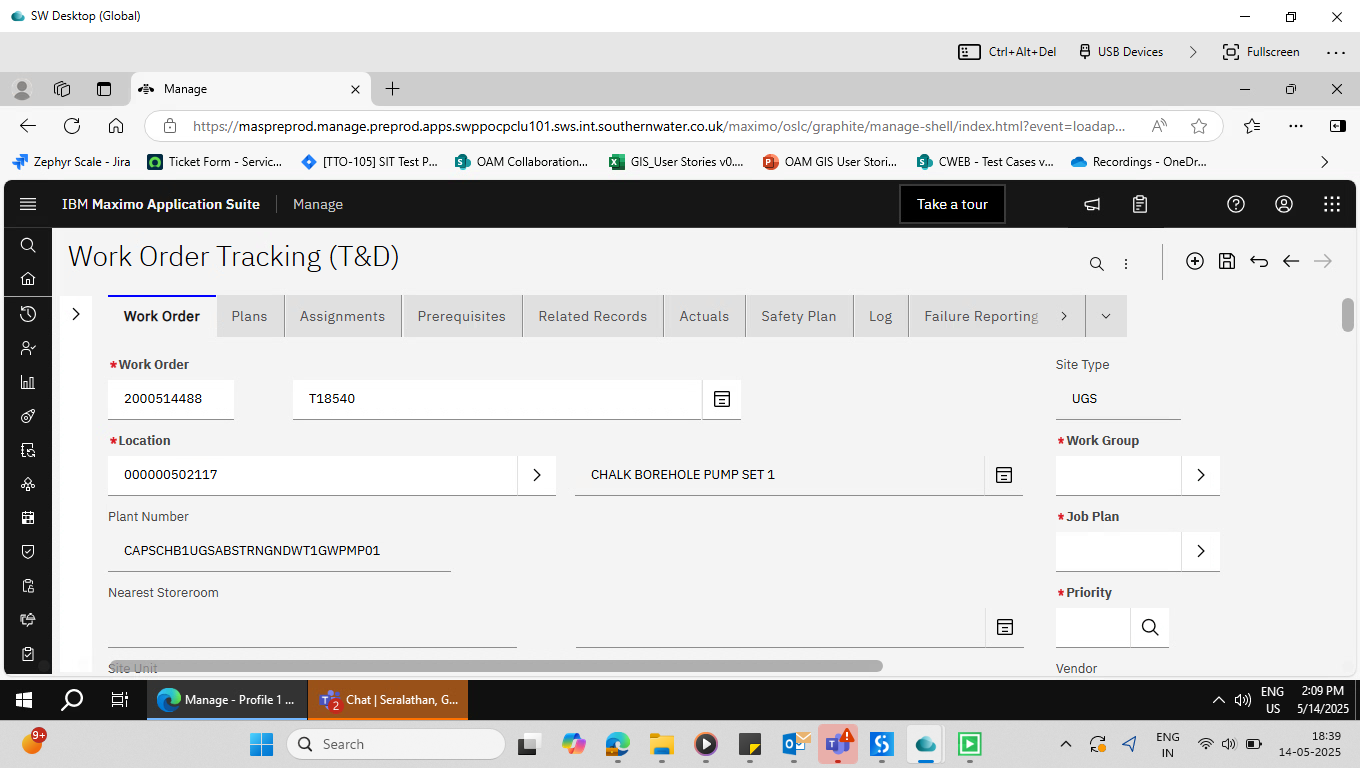 SW Desktop (Global)
Ctrl+Alt+Del
USB Devices
Fullscreen
Manage
https://maspreprod.manage.preprod.apps.swppocpclu101.sws.int.southernwater.co.uk/maximo/oslc/graphite/manage-shell/index.html?event=loadap...
Zephyr Scale - Jira
Ticket Form - Servic...
[TTO-105] SIT Test P...
OAM Collaboration...
GIS_User Stories v0....
OAM GIS User Stori...
CWEB - Test Cases v...
Recordings - OneDr...
IBM Maximo Application Suite
Manage
Take a tour
Work Order Tracking (T&D)
Work Order
Plans
Assignments
Prerequisites
Related Records
Actuals
Safety Plan
Log
Failure Reporting
*Work Order
Site Type
2000514488
T18540
UGS
*Location
*Work Group
000000502117
CHALK BOREHOLE PUMP SET 1
Plant Number
*Job Plan
CAPSCHB1UGSABSTRNGNDWT1GWPMP01
Nearest Storeroom
*Priority
Site Unit
Vendor
Manage - Profile 1 ...
2
Chat | Seralathan, G...
ENG
US
2:09 PM
5/14/2025
9+
Search
ENG
IN
18:39
14-05-2025